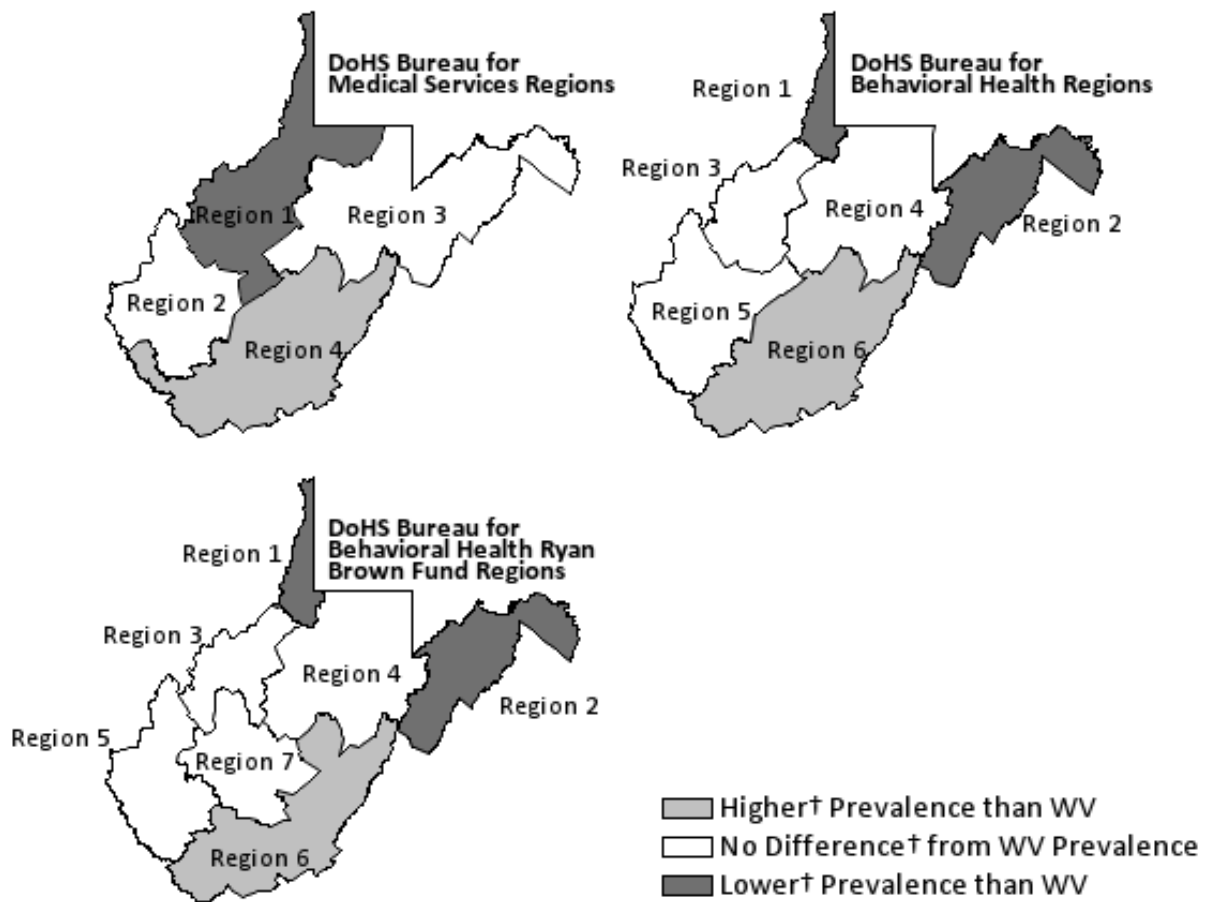 DoHS Bureau for
Medical Services Regions
Region 1
Region 3
Region 2
Region 4
DoHS Bureau for
Behavioral Health Regions
Region 1
Region 3
Region 4
Region 2
Region 5
Region 6
DoHS Bureau for
Behavioral Health Ryan
Brown Fund Regions
Region 1
Region 3
Region 4
Region 2
Region 5
Region 7
Region 6
Higher† Prevalence than WV
No Difference† from WV Prevalence
Lower† Prevalence than WV